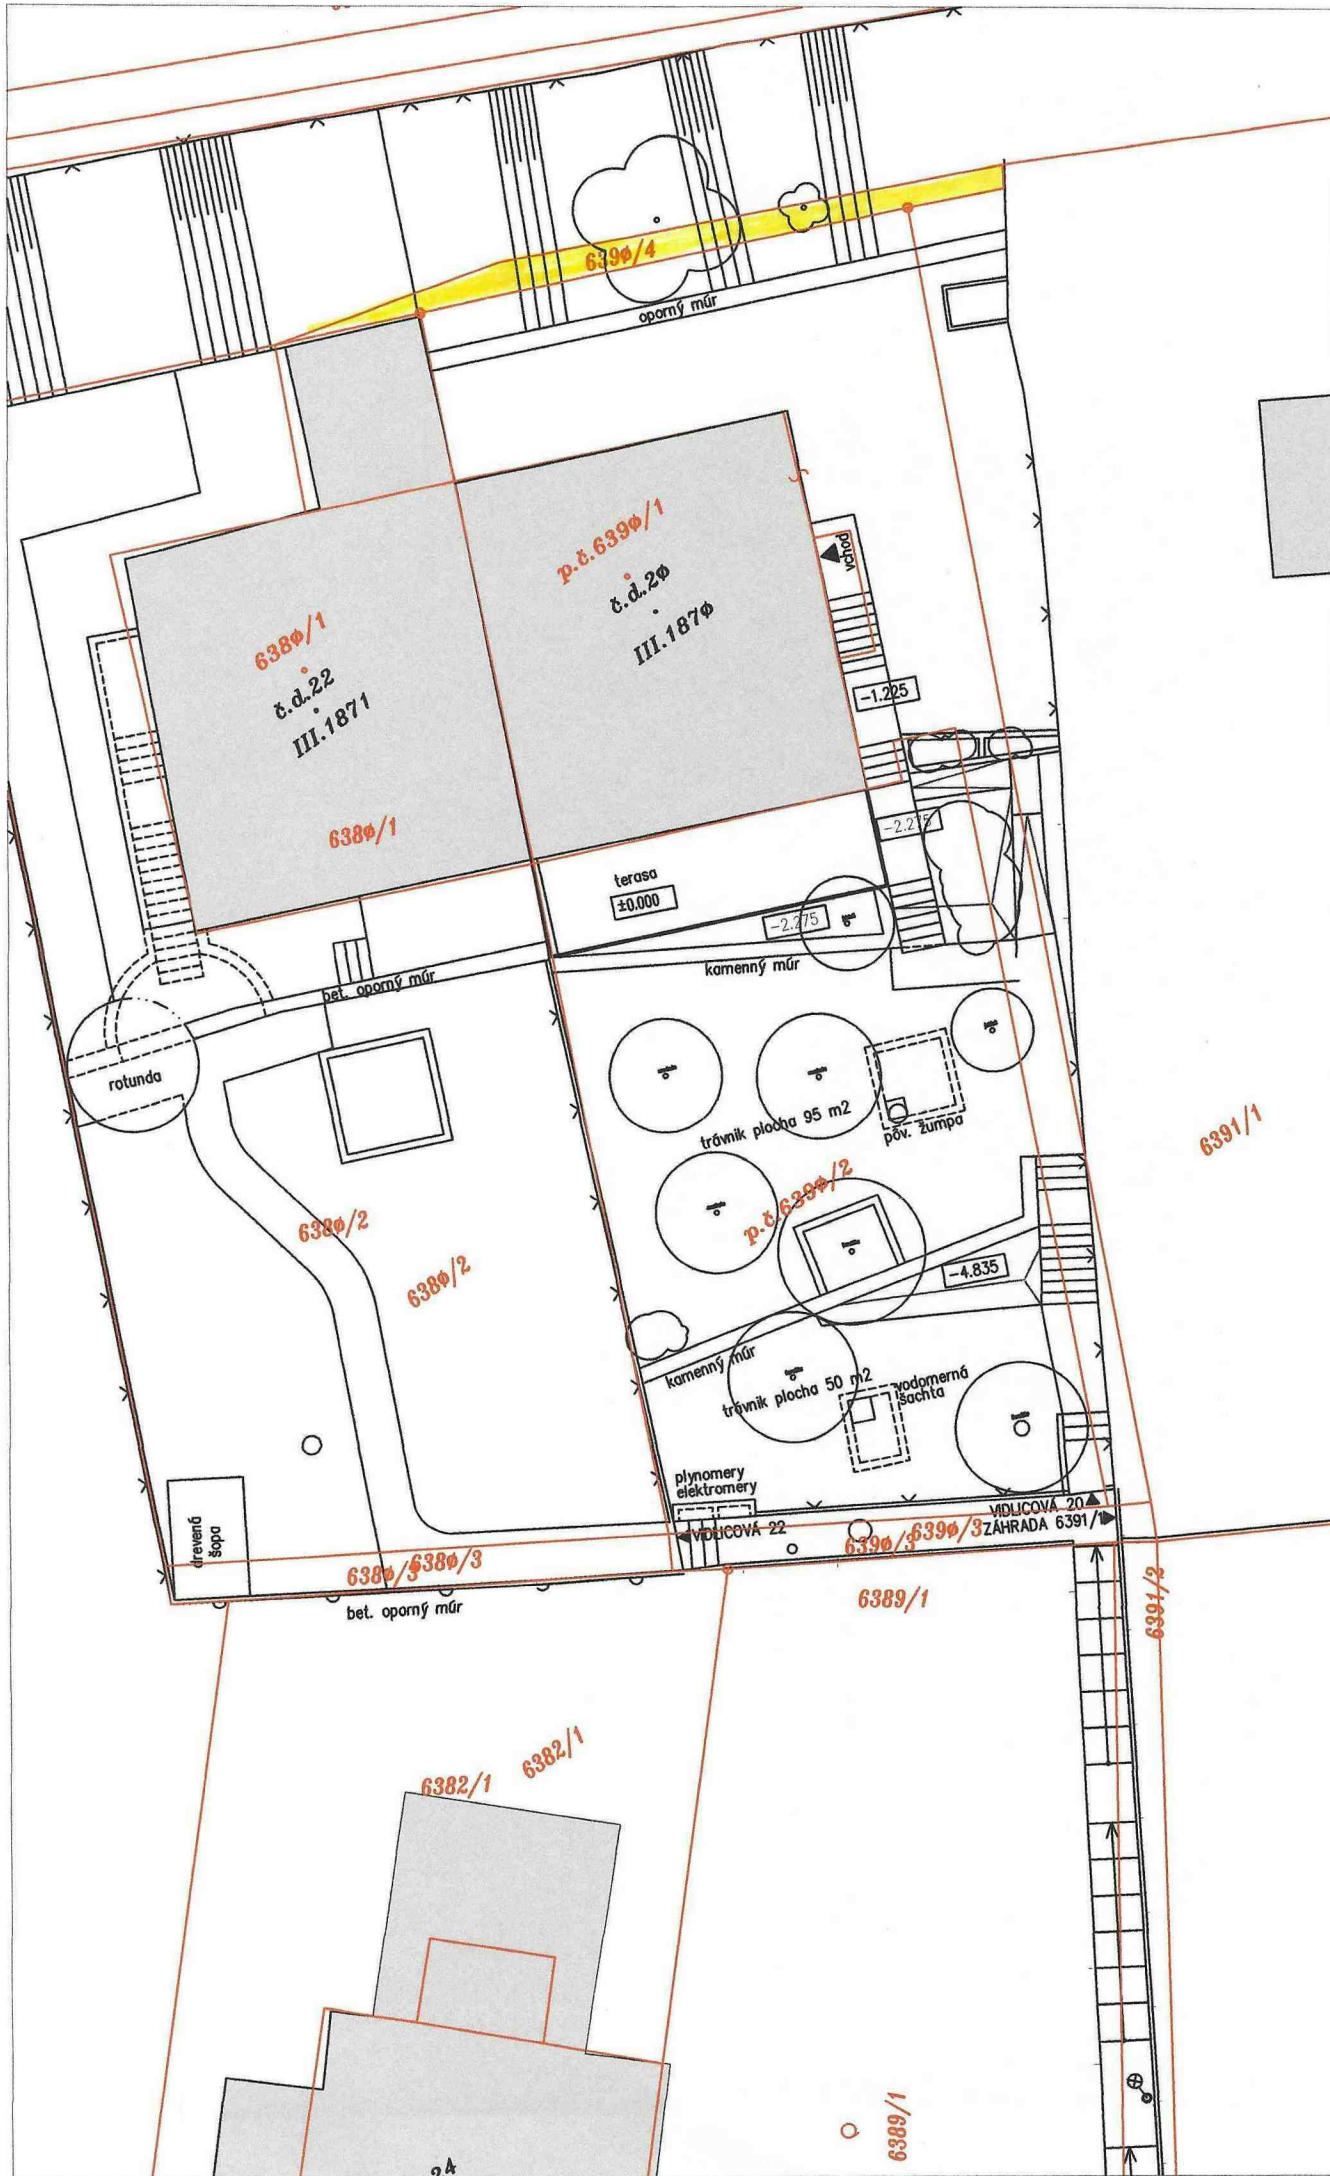 639ø/4
oporný múr
p.č.639ø/1
č.d.2ø
III.187ø
vchod
638ø/1
č.d.22
III.1871
-1.225
638ø/1
-2.275
terasa
±0.000
-2.275
kamenný múr
bet. oporný múr
rotunda
trávnik plocha 95 m2
pôv. žumpa
6391/1
p.č.639ø/2
638ø/2
638ø/2
-4.835
kamenný múr
trávnik plocha 50 m2
vodomerná
šachta
plynomery
elektromery
VIDLICOVÁ 20
ZÁHRADA 6391/1
VIDLICOVÁ 22
639ø/3
639ø/3
drevená
šopa
638ø/3
638ø/3
bet. oporný múr
6389/1
6391/2
6382/1
6382/1
6389/1
24